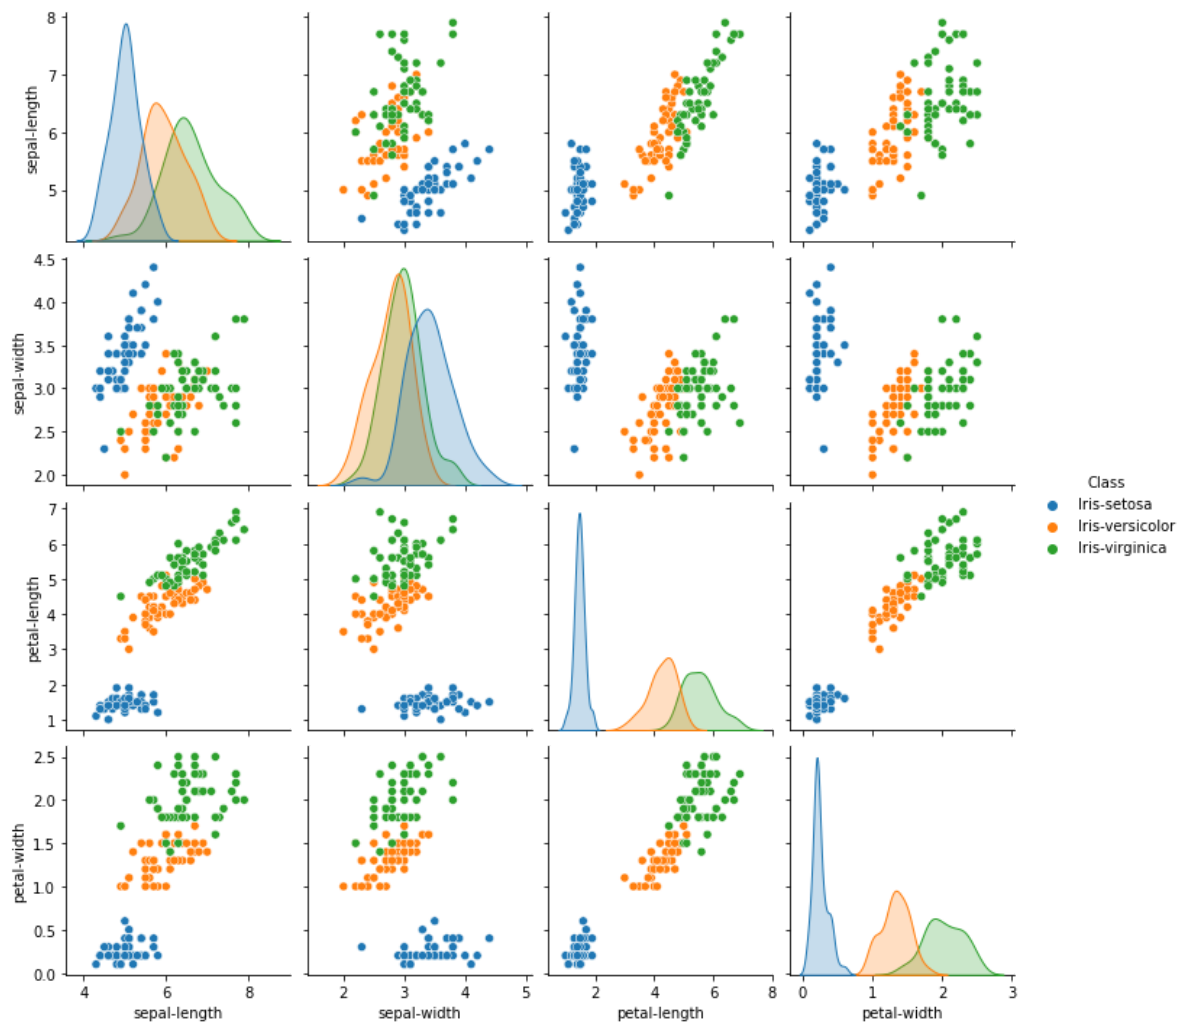 8
7
6
5
sepal-length
4.5
4.0
3.5
3.0
2.5
2.0
sepal-width
7
6
5
4
3
2
1
petal-length
2.5
2.0
1.5
1.0
0.5
0.0
petal-width
4 6 8
sepal-length
2 3 4 5
sepal-width
2 4 6 8
petal-length
0 1 2 3
petal-width
Class
Iris-setosa
Iris-versicolor
Iris-virginica